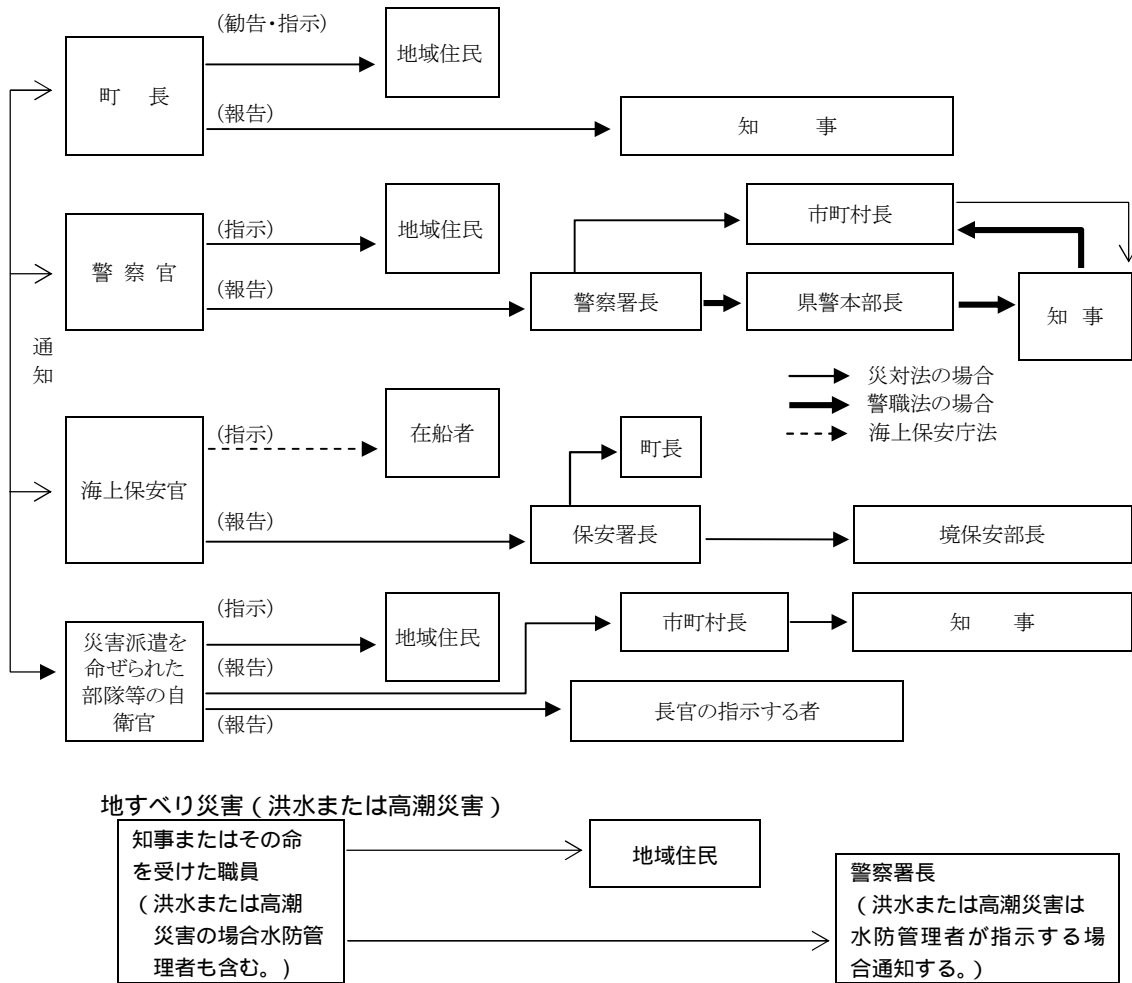 (勧告・指示)
地域住民
町 長
(報告)
知 事
市町村長
(指示)
地域住民
警 察 官
(報告)
警察署長
県警本部長
知 事
通
知
災対法の場合
警職法の場合
海上保安庁法
(指示)
在船者
町長
海上保安官
(報告)
保安署長
境保安部長
(指示)
地域住民
市町村長
知 事
災害派遣を
命ぜられた
部隊等の自
衛官
(報告)
(報告)
長官の指示する者
地すべり災害(洪水または高潮災害)
知事またはその命
を受けた職員
(洪水または高潮
災害の場合水防管
理者も含む。)
地域住民
警察署長
(洪水または高潮災害は
水防管理者が指示する場
合通知する。)